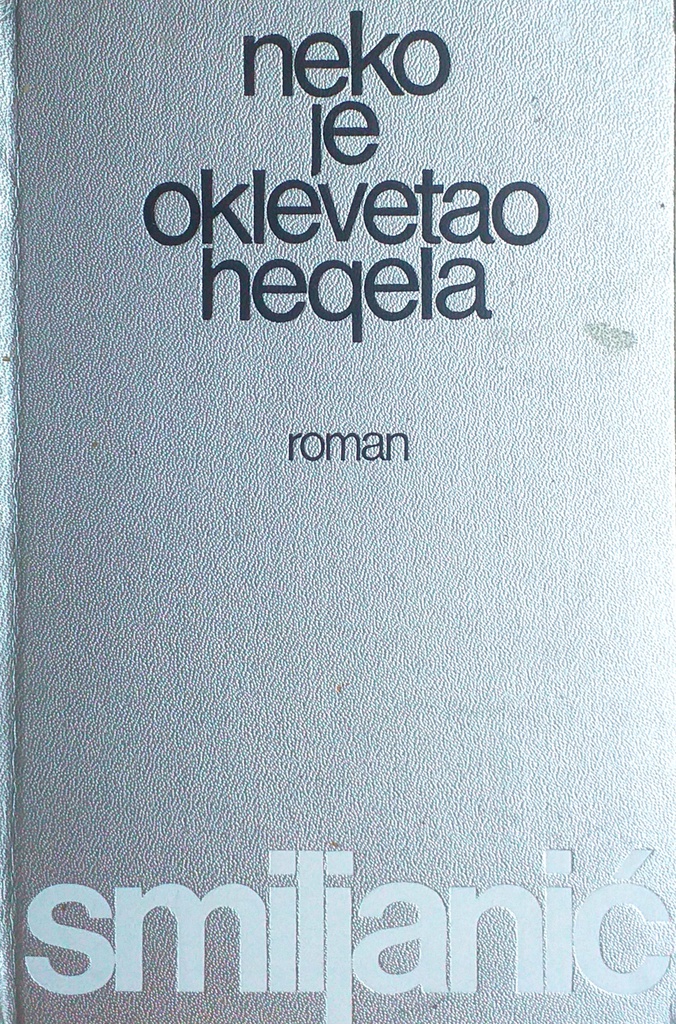 neko
je
oklevetao
heqela
roman
smiljanić